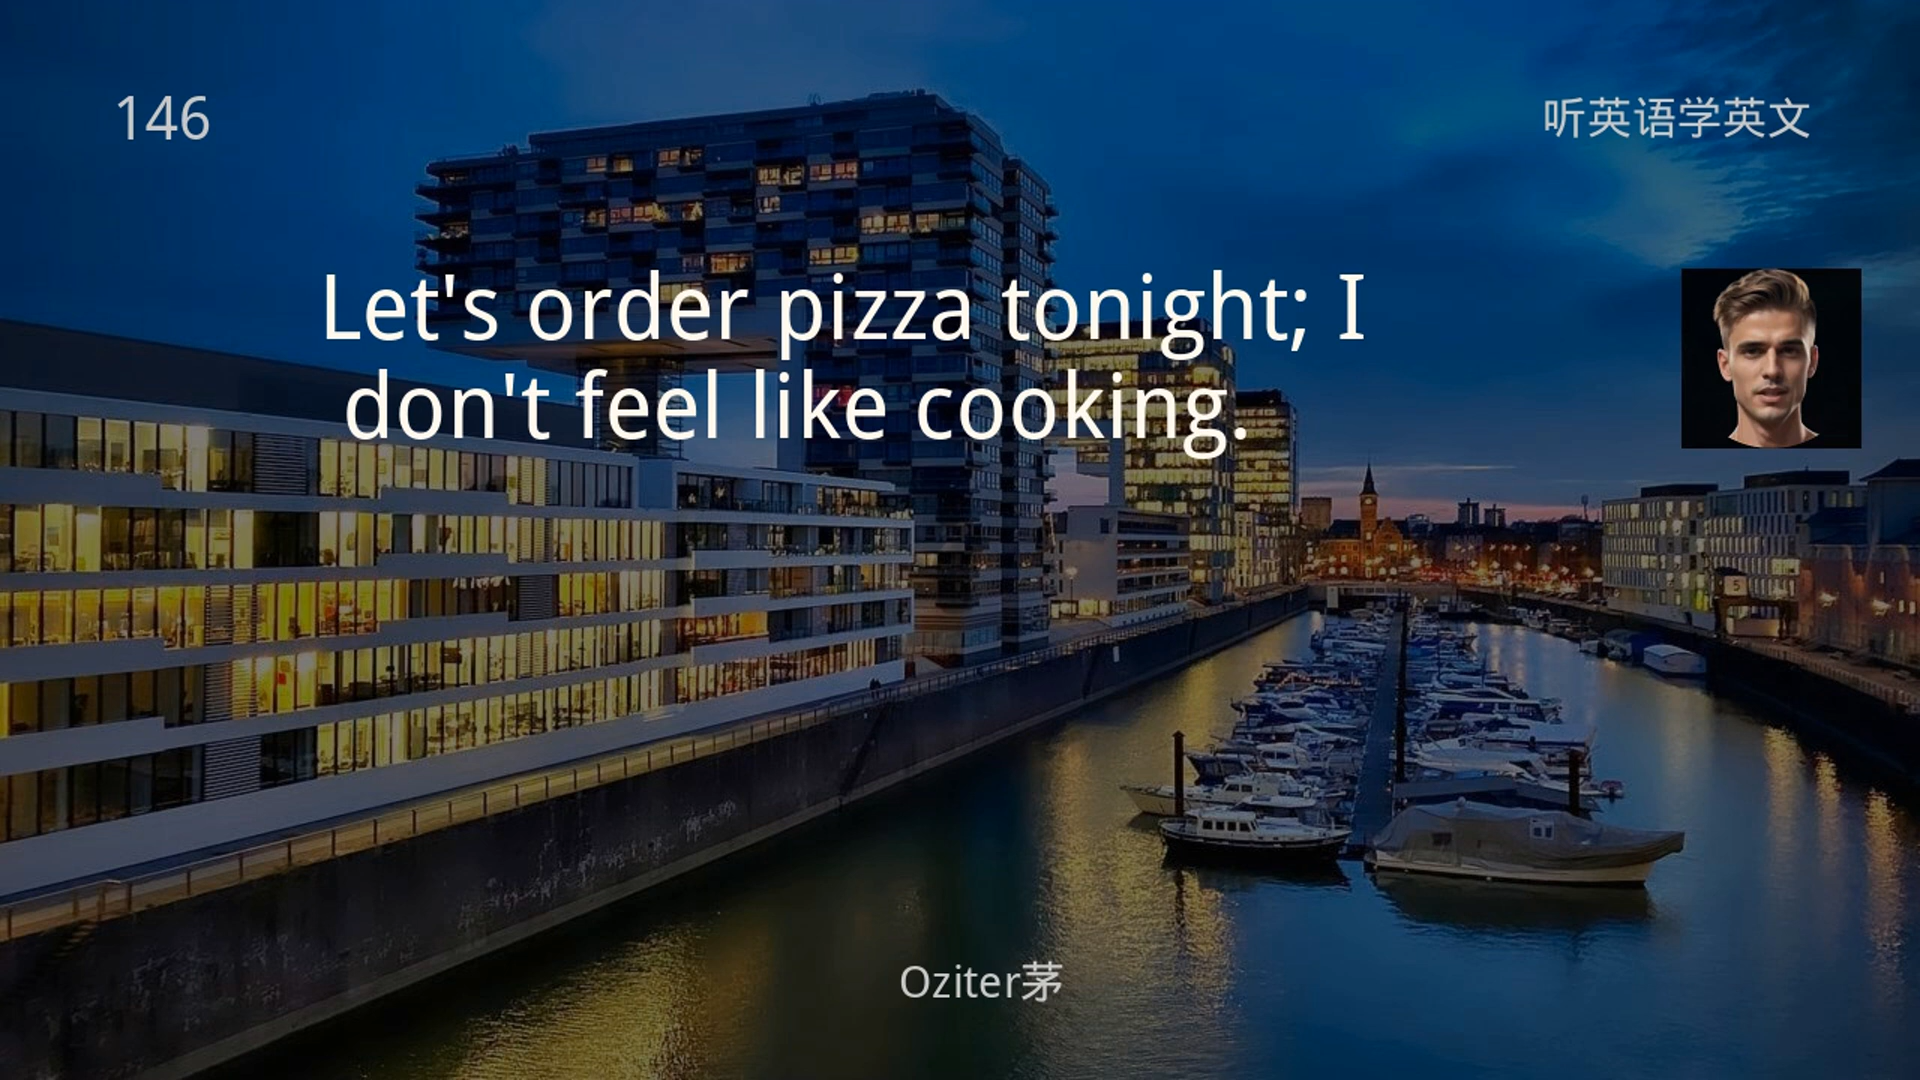 146
听英语学英文
Let's order pizza tonight; I
don't feel like cooking.
5
Oziter茅